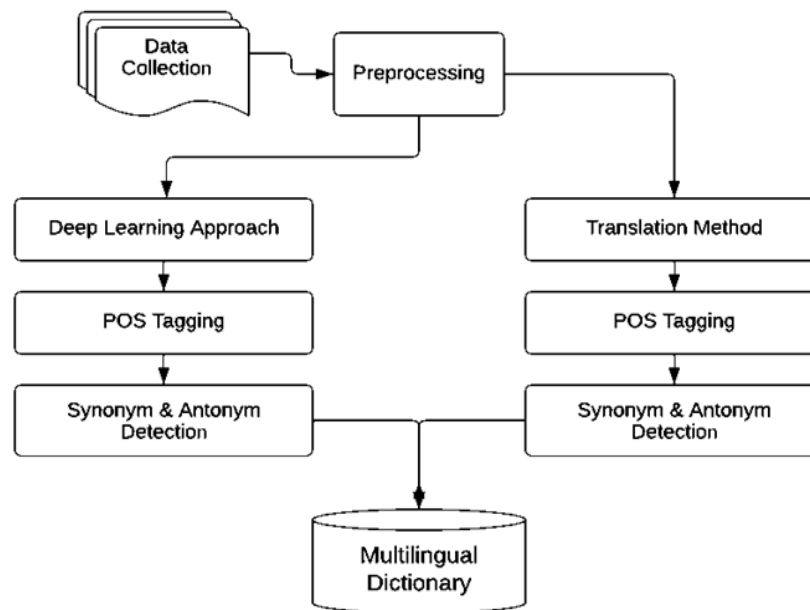 Data
Collection
Preprocessing
Deep Learning Approach
Translation Method
POS Tagging
POS Tagging
Synonym & Antonym
Detection
Synonym & Antonym
Detection
Multilingual
Dictionary